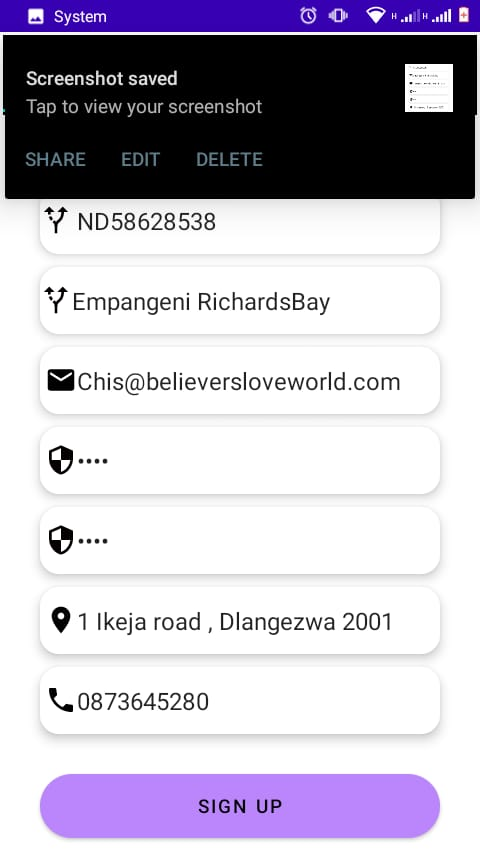 System
H H
Screenshot saved
Tap to view your screenshot
SHARE EDIT DELETE
ND58628538
Empangeni RichardsBay
Chis@believersloveworld.com
••••
••••
1 Ikeja road , Dlangezwa 2001
0873645280
SIGN UP